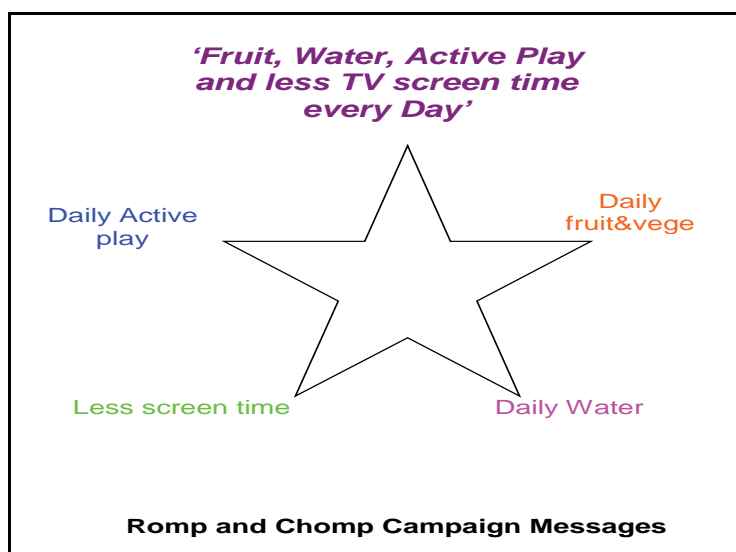 ‘Fruit, Water, Active Play
and less TV screen time
every Day’
Daily Active
play
Daily
fruit&vege
Less screen time
Daily Water
Romp and Chomp Campaign Messages